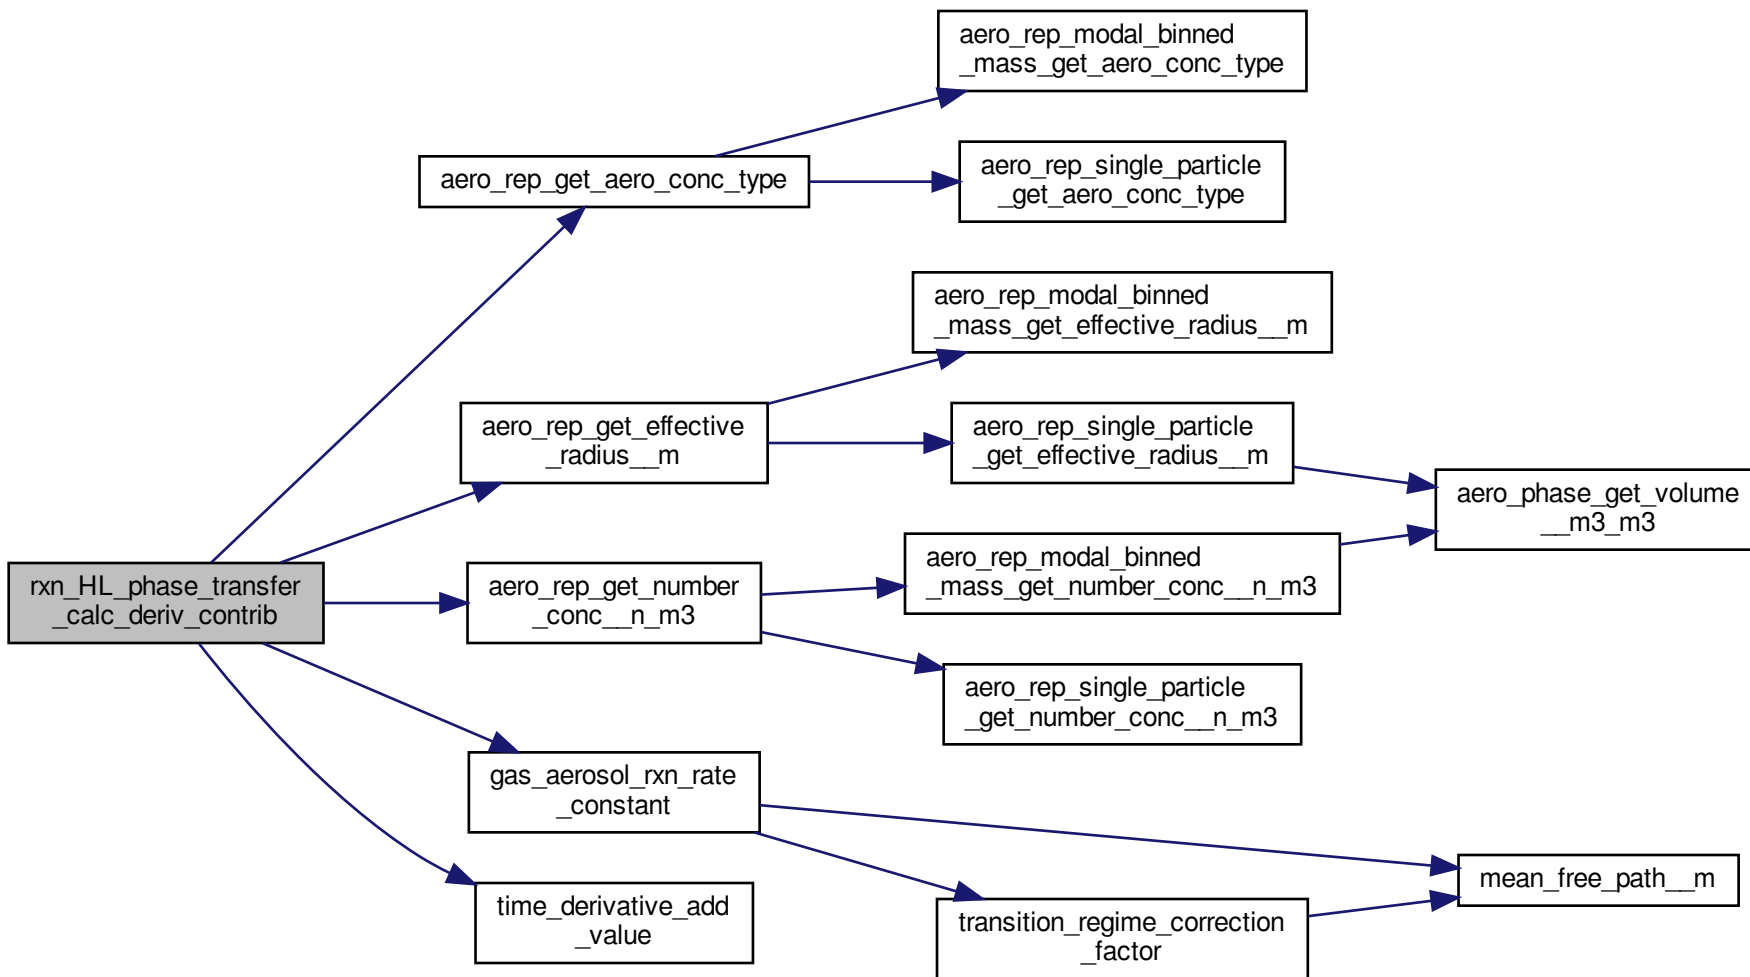 aero_rep_modal_binned
_mass_get_aero_conc_type
aero_rep_get_aero_conc_type
aero_rep_single_particle
_get_aero_conc_type
aero_rep_modal_binned
_mass_get_effective_radius__m
aero_rep_get_effective
_radius__m
aero_rep_single_particle
_get_effective_radius__m
aero_phase_get_volume
__m3_m3
rxn_HL_phase_transfer
_calc_deriv_contrib
aero_rep_get_number
_conc__n_m3
aero_rep_modal_binned
_mass_get_number_conc__n_m3
aero_rep_single_particle
_get_number_conc__n_m3
gas_aerosol_rxn_rate
_constant
mean_free_path__m
time_derivative_add
_value
transition_regime_correction
_factor